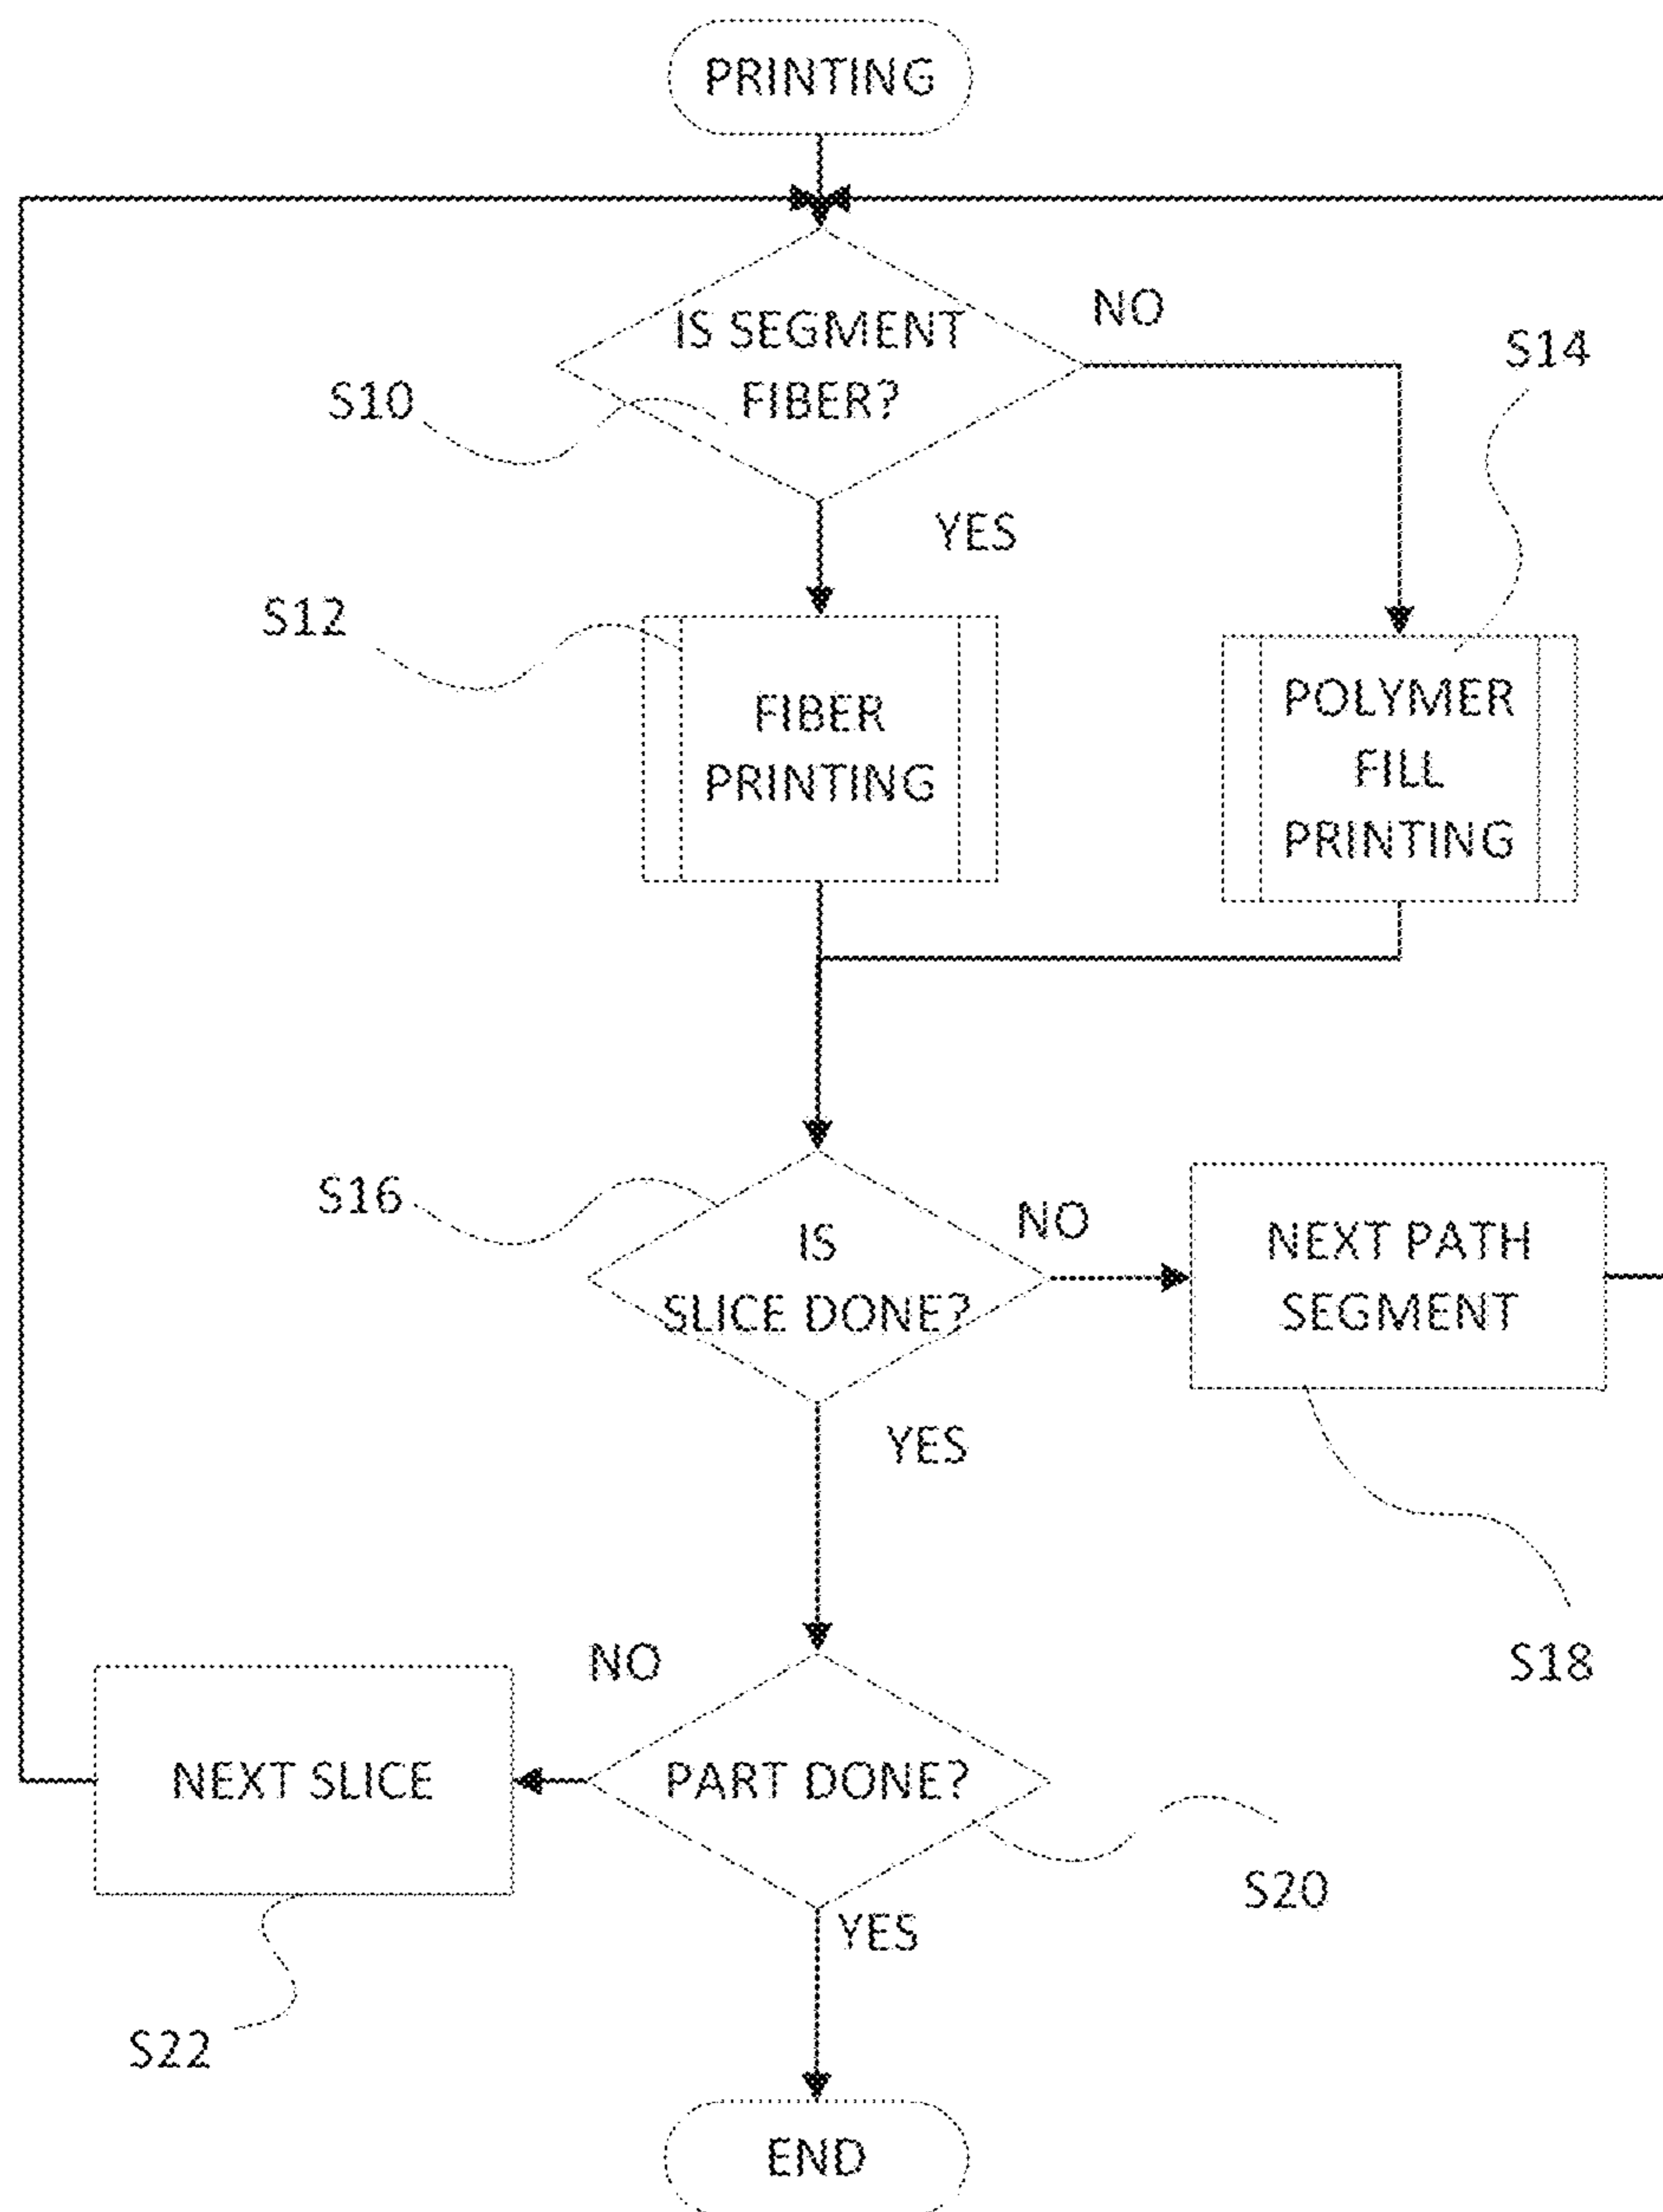 PRINTING
IS SEGMENT
FIBER?
NO
S10
S14
YES
S12
FIBER
PRINTING
POLYMER
FILL
PRINTING
S16
IS
SLICE DONE?
NO
NEXT PATH
SEGMENT
YES
S18
NO
NEXT SLICE
PART DONE?
S20
YES
S22
END